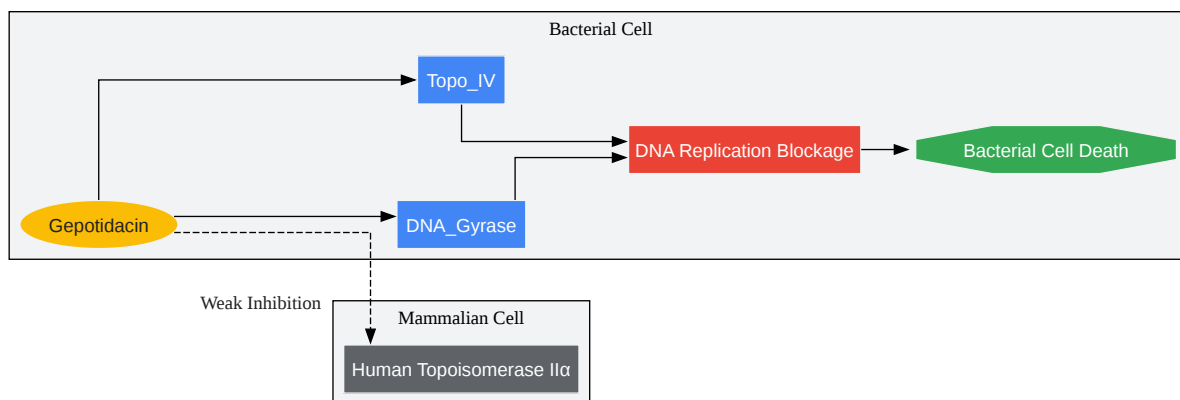 Bacterial Cell
Topo_IV
DNA Replication Blockage
Bacterial Cell Death
Gepotidacin
DNA_Gyrase
Weak Inhibition
Mammalian Cell
Human Topoisomerase IIα